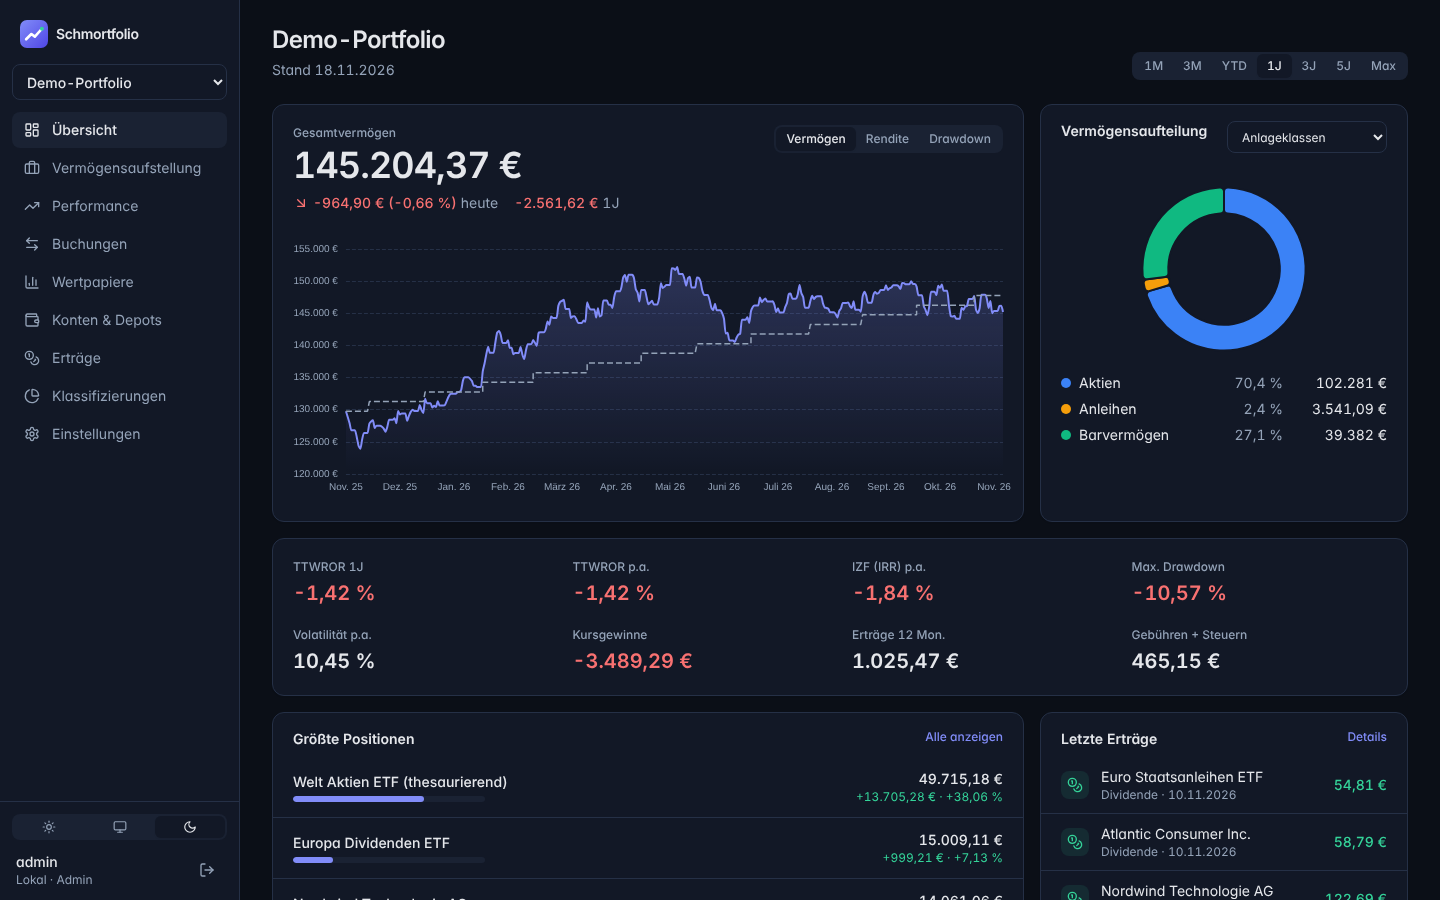 Schmortfolio
Demo-Portfolio
Übersicht
Vermögensaufstellung
Performance
Buchungen
Wertpapiere
Konten & Depots
Erträge
Klassifizierungen
Einstellungen
admin
Lokal · Admin
Demo-Portfolio
Stand 18.11.2026
1M 3M YTD 1J 3J 5J Max
Gesamtvermögen
145.204,37 €
-964,90 € (-0,66 %) heute -2.561,62 € 1J
Vermögen Rendite Drawdown
155.000 €
150.000 €
145.000 €
140.000 €
135.000 €
130.000 €
125.000 €
120.000 €
Nov. 25 Dez. 25 Jan. 26 Feb. 26 März 26 Apr. 26 Mai 26 Juni 26 Juli 26 Aug. 26 Sept. 26 Okt. 26 Nov. 26
Vermögensaufteilung
Anlageklassen
Aktien 70,4 % 102.281 €
Anleihen 2,4 % 3.541,09 €
Barvermögen 27,1 % 39.382 €
TTWROR 1J TTWROR p.a. IZF (IRR) p.a. Max. Drawdown
-1,42 % -1,42 % -1,84 % -10,57 %
Volatilität p.a. Kursgewinne Erträge 12 Mon. Gebühren + Steuern
10,45 % -3.489,29 € 1.025,47 € 465,15 €
Größte Positionen Alle anzeigen
Welt Aktien ETF (thesaurierend) 49.715,18 €
+13.705,28 € · +38,06 %
Europa Dividenden ETF 15.009,11 €
+999,21 € · +7,13 %
Letzte Erträge Details
Euro Staatsanleihen ETF 54,81 €
Dividende · 10.11.2026
Atlantic Consumer Inc. 58,79 €
Dividende · 10.11.2026
Nordwind Technologie AG 122,69 €